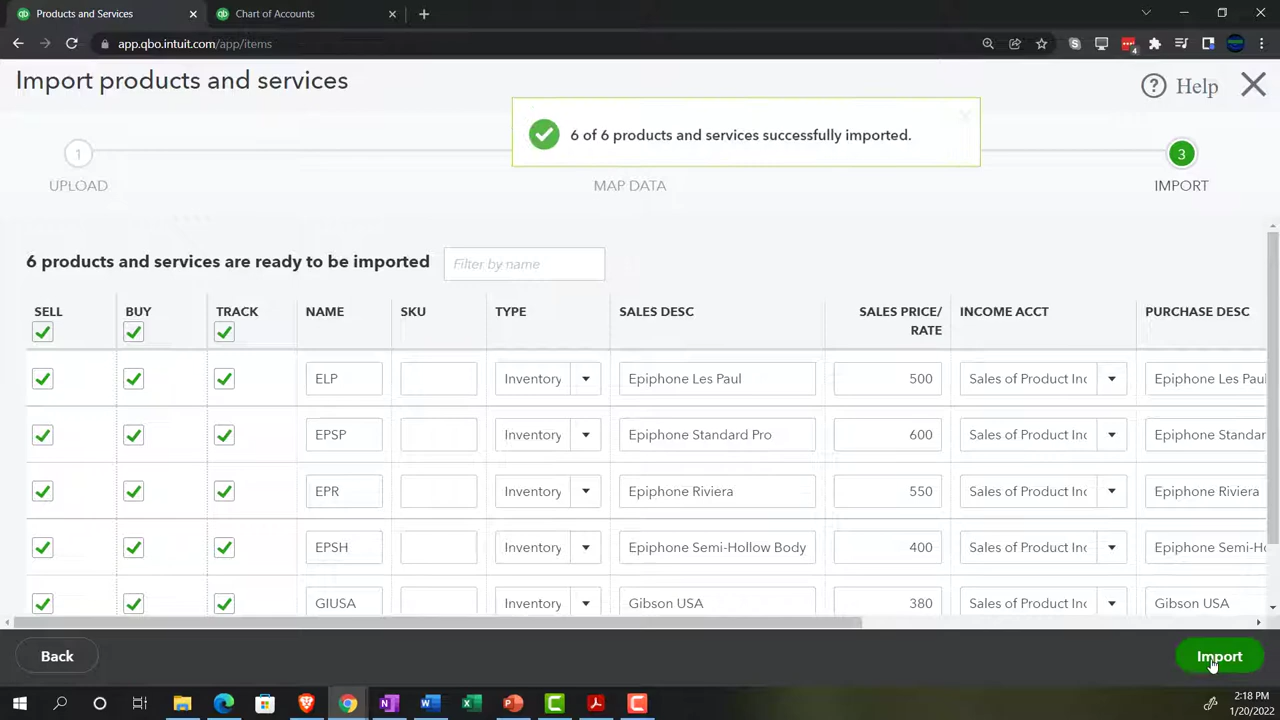 Products and Services
Chart of Accounts
app.qbo.intuit.com/app/items
4
Import products and services
Help
6 of 6 products and services successfully imported.
1
3
UPLOAD
MAP DATA
IMPORT
6 products and services are ready to be imported
Filter by name
SELL BUY TRACK NAME SKU TYPE SALES DESC SALES PRICE/ RATE INCOME ACCT PURCHASE DESC
ELP Inventory Epiphone Les Paul 500 Sales of Product Inc Epiphone Les Paul
EPSP Inventory Epiphone Standard Pro 600 Sales of Product Inc Epiphone Standar
EPR Inventory Epiphone Riviera 550 Sales of Product Inc Epiphone Riviera
EPSH Inventory Epiphone Semi-Hollow Body 400 Sales of Product Inc Epiphone Semi-Ho
GIUSA Inventory Gibson USA 380 Sales of Product Inc Gibson USA
Back
Import
2:18 PM
1/20/2022